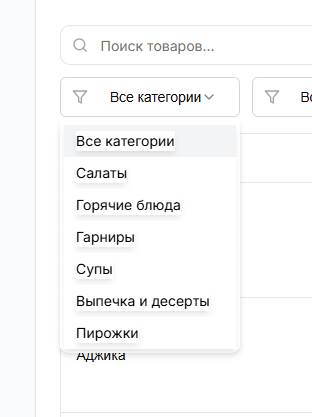 Поиск товаров...
Все категории
Все категории
Салаты
Горячие блюда
Гарниры
Супы
Выпечка и десерты
Пирожки
Аджика